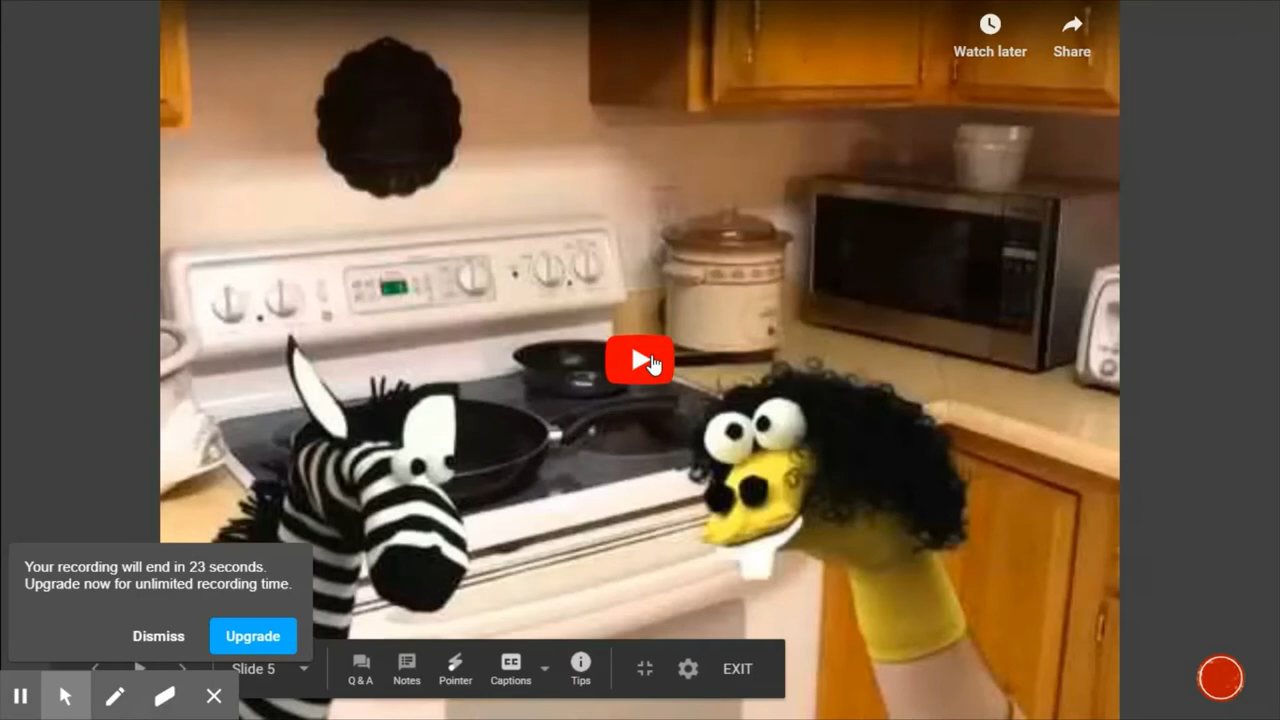 Watch later
Share
Your recording will end in 23 seconds.
Upgrade now for unlimited recording time.
Dismiss
Upgrade
Slide 5
Q & A
Notes
Pointer
CC
Captions
Tips
EXIT